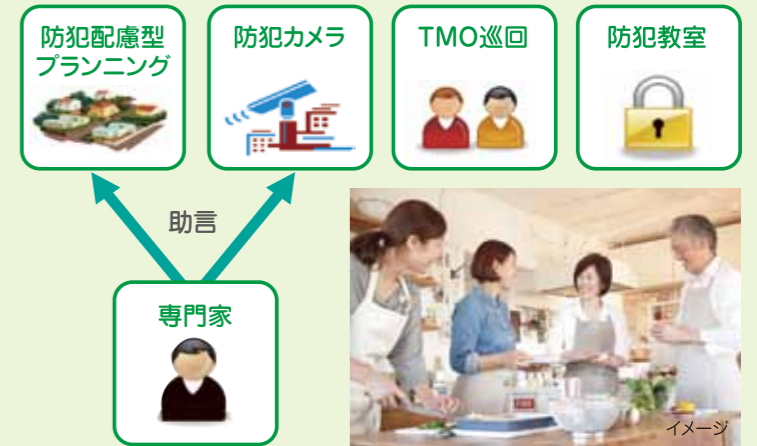 防犯配慮型
プランニング
防犯カメラ
TMO巡回
防犯教室
助言
専門家
イメージ